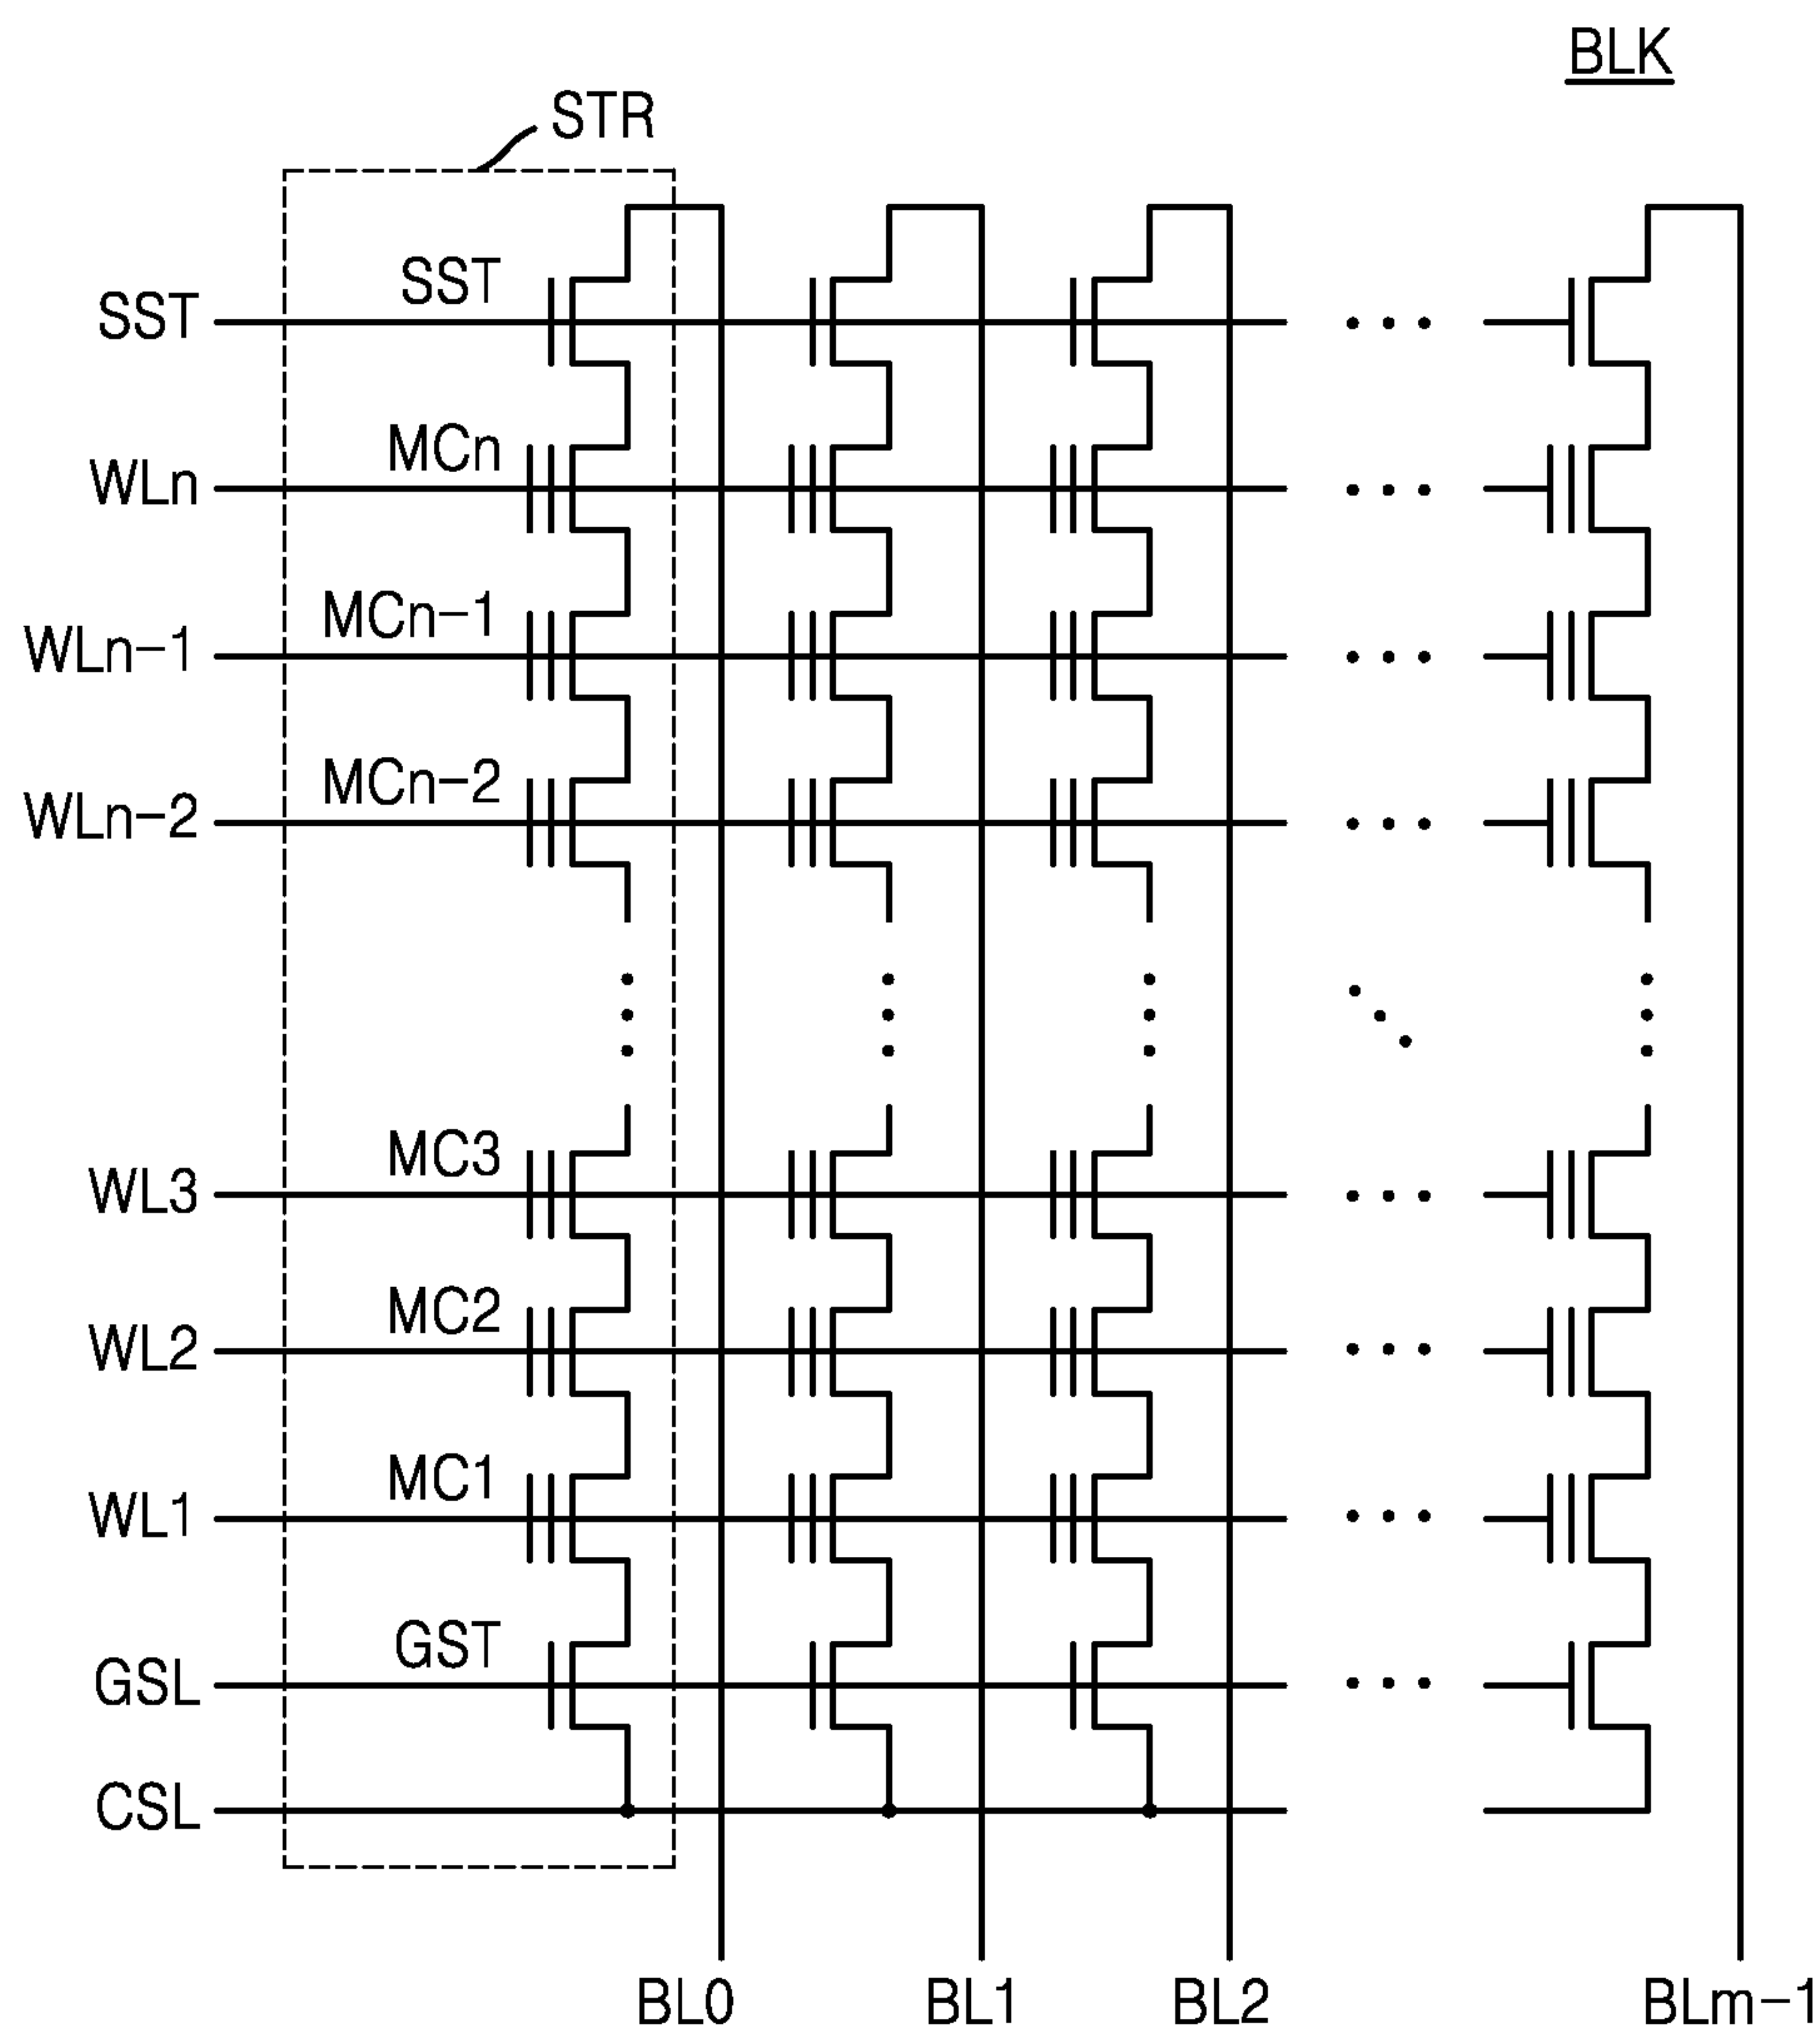 BLK
STR
SST
SST
MCn
WLn
MCn-1
WLn-1
MCn-2
WLn-2
MC3
WL3
MC2
WL2
MC1
WL1
GST
GSL
CSL
BL0 BL1 BL2 BLm-1